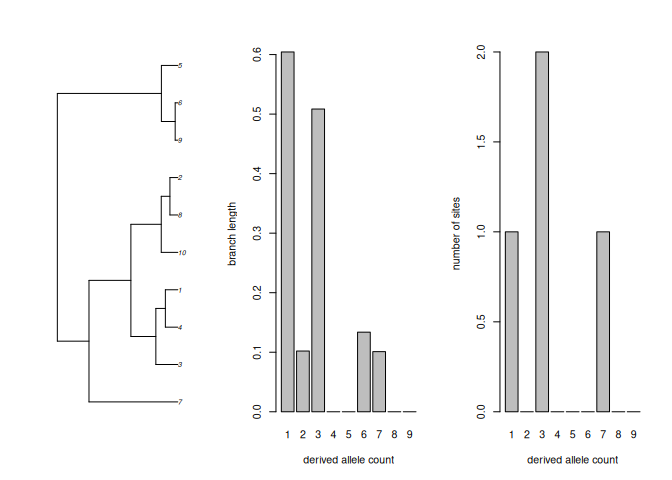 5
6
9
2
8
10
1
4
3
7
branch length
0.0 0.1 0.2 0.3 0.4 0.5 0.6
1 2 3 4 5 6 7 8 9
derived allele count
number of sites
0.0 0.5 1.0 1.5 2.0
1 2 3 4 5 6 7 8 9
derived allele count